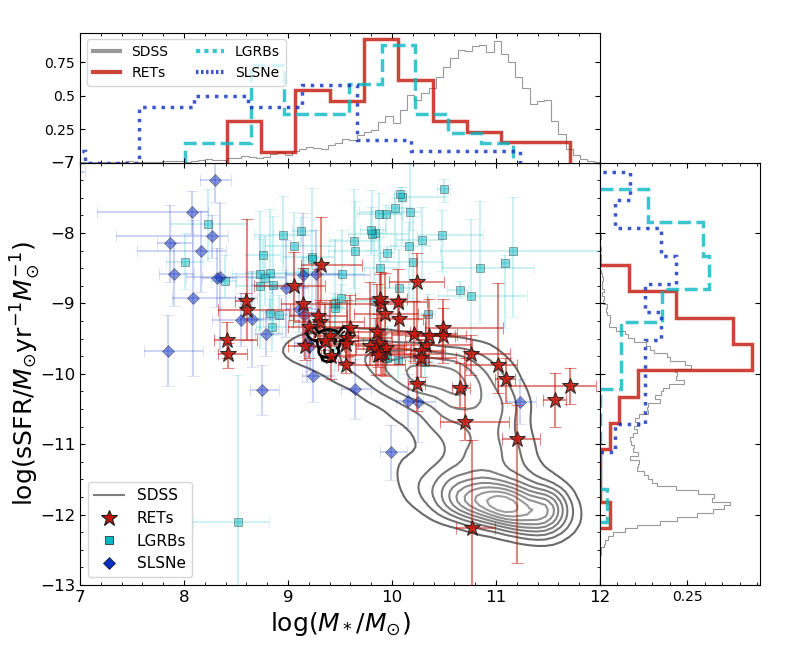 SDSS
RETs
LGRBs
SLSNe
0.75
0.5
0.25
−7
−8
−9
−10
−11
−12
−13
log(sSFR/M⊙yr⁻¹M⊙⁻¹)
SDSS
RETs
LGRBs
SLSNe
7
8
9
10
11
12
0.25
log(M*/M⊙)